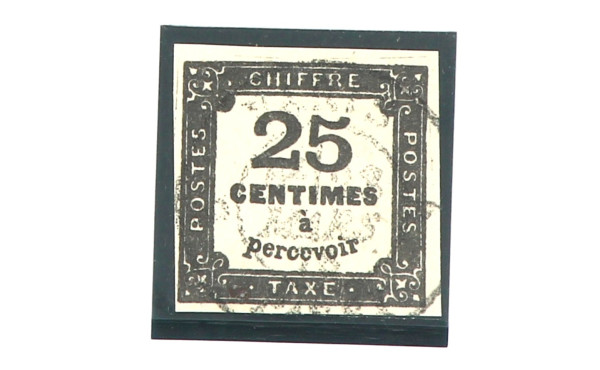 CHIFFRE
POSTES
POSTES
25
CENTIMES
à
percevoir
TAXE